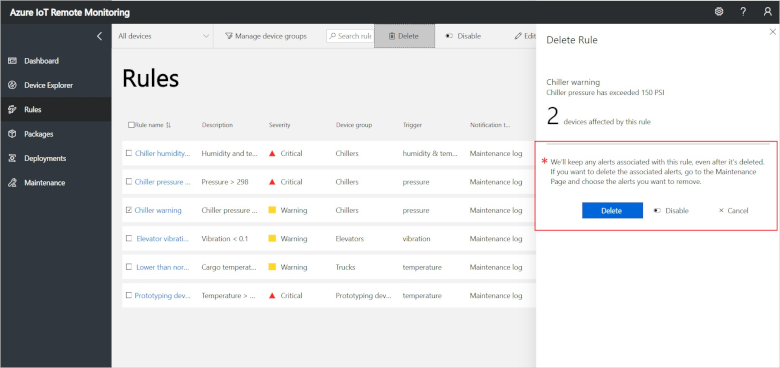 Azure IoT Remote Monitoring
?
All devices
Manage device groups
Search rul
Delete
Disable
Edit
Dashboard
Device Explorer
Rules
Packages
Deployments
Maintenance
Rules
Rule name Description Severity Device group Trigger Notification t...
Chiller humidity... Humidity and te... Critical Chillers humidity & tem... Maintenance log
Chiller pressure ... Pressure > 298 Critical Chillers pressure Maintenance log
Chiller warning Chiller pressure ... Warning Chillers pressure Maintenance log
Elevator vibrati... Vibration < 0.1 Warning Elevators vibration Maintenance log
Lower than nor... Cargo temperat... Warning Trucks temperature Maintenance log
Prototyping dev... Temperature > ... Critical Prototyping dev... temperature Maintenance log
Delete Rule
Chiller warning
Chiller pressure has exceeded 150 PSI
2 devices affected by this rule
* We'll keep any alerts associated with this rule, even after it's deleted.
If you want to delete the associated alerts, go to the Maintenance
Page and choose the alerts you want to remove.
Delete
Disable
Cancel